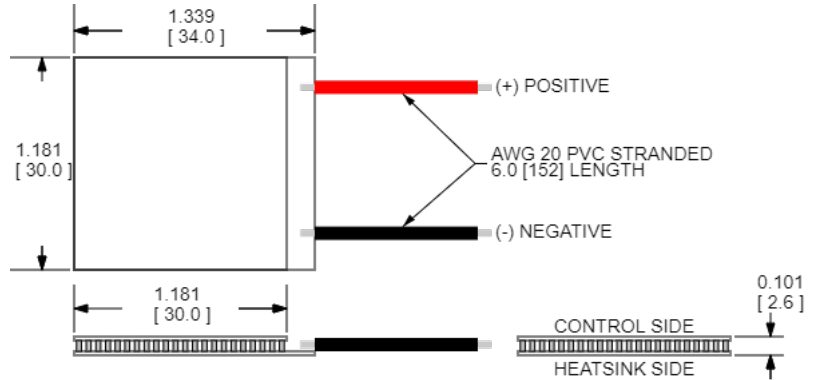 1.339
[ 34.0 ]
(+) POSITIVE
1.181
[ 30.0 ]
AWG 20 PVC STRANDED
6.0 [152] LENGTH
(-) NEGATIVE
1.181
[ 30.0 ]
0.101
[ 2.6 ]
CONTROL SIDE
HEATSINK SIDE